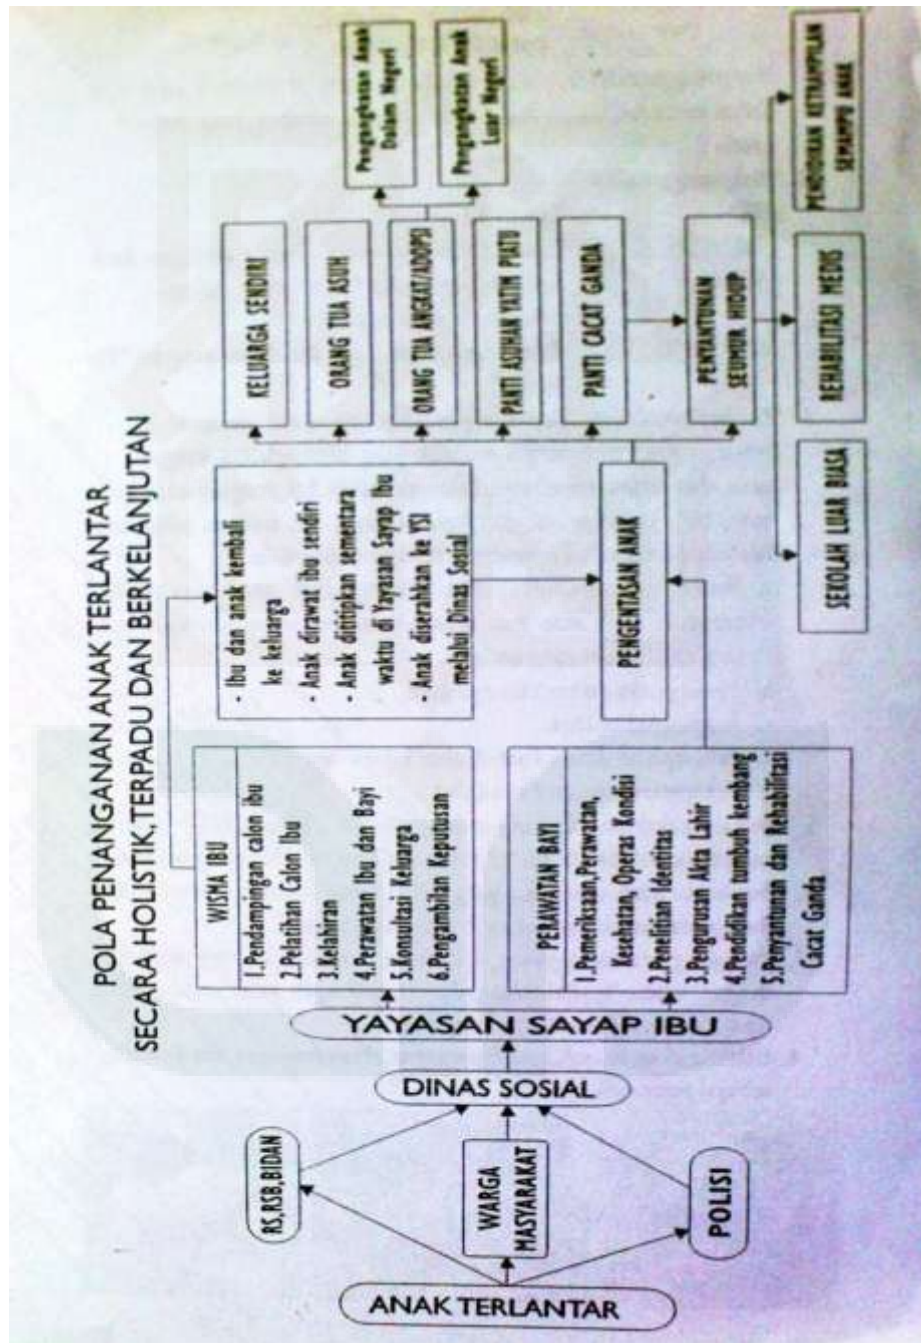 POLA PENANGANAN ANAK TERLANTAR
SECARA HOLISTIK,TERPADU DAN BERKELANJUTAN
ANAK TERLANTAR
RS,RSB,BIDAN
WARGA
MASYARAKAT
POLISI
DINAS SOSIAL
YAYASAN SAYAP IBU
WISMA IBU
1.Pendampingan calon ibu
2.Pelatihan Calon Ibu
3.Kelahiran
4.Perawatan Ibu dan Bayi
5.Konsultasi Keluarga
6.Pengambilan Keputusan
PERAWATAN BAYI
1.Pemeriksaan,Perawatan,
Kesehatan, Operas Kondisi
2.Penelitian Identitas
3.Pengurusan Akta Lahir
4.Pendidikan tumbuh kembang
5.Penyantunan dan Rehabilitasi
Cacat Ganda
- Ibu dan anak kembali
ke keluarga
- Anak dirawat ibu sendiri
- Anak dititipkan sementara
waktu di Yayasan Sayap Ibu
- Anak diserahkan ke YSI
melalui Dinas Sosial
PENGENTASAN ANAK
KELUARGA SENDIRI
ORANG TUA ASUH
ORANG TUA ANGKAT/ADOPSI
PANTI ASUHAN YATIM PIATU
PANTI CACAT GANDA
PENYANTUNAN
SEUMUR HIDUP
Pengangkatan Anak
Dalam Negeri
Pengangkatan Anak
Luar Negeri
SEKOLAH LUAR BIASA
REHABILITASI MEDIS
PENDIDIKAN KETRAMPILAN
SEMAMPU ANAK